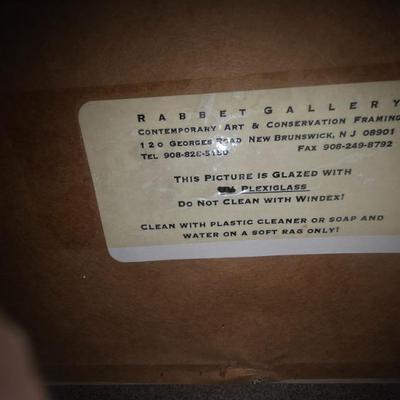 RABBET GALLERY
CONTEMPORARY ART & CONSERVATION FRAMING
120 GEORGES ROAD NEW BRUNSWICK, NJ 08901
TEL 908-828-5150 FAX 908-249-8792
THIS PICTURE IS GLAZED WITH
PLEXIGLASS
DO NOT CLEAN WITH WINDEX!
CLEAN WITH PLASTIC CLEANER OR SOAP AND
WATER ON A SOFT RAG ONLY!